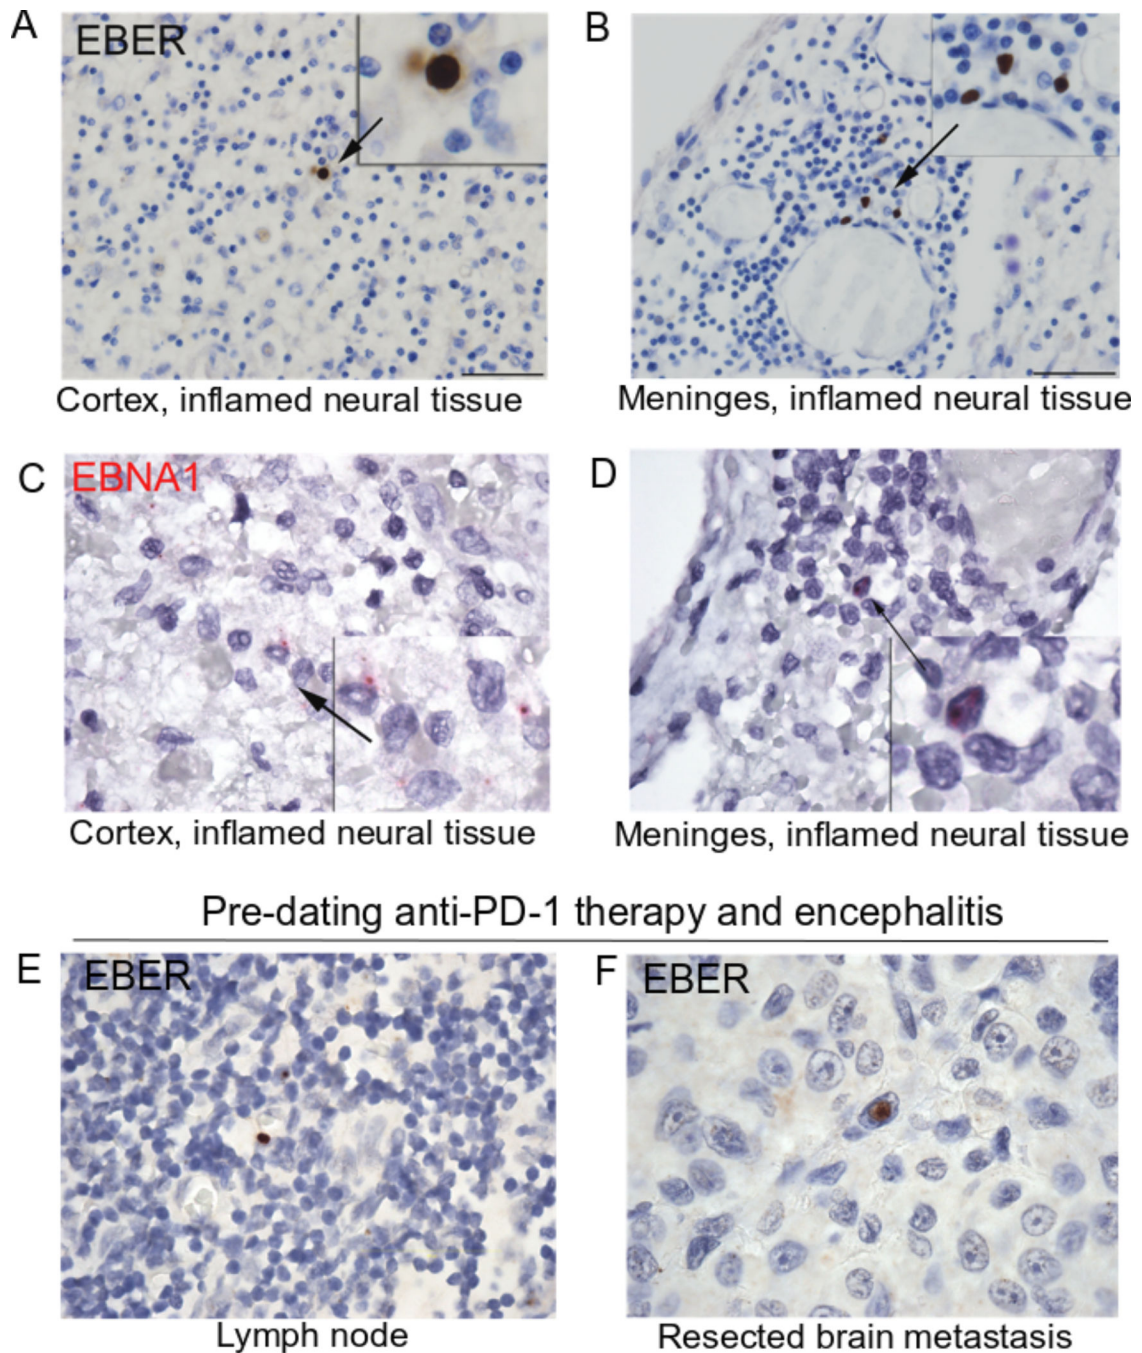 A
EBER
B
Cortex, inflamed neural tissue
Meninges, inflamed neural tissue
C
EBNA1
D
Cortex, inflamed neural tissue
Meninges, inflamed neural tissue
Pre-dating anti-PD-1 therapy and encephalitis
E
EBER
F
EBER
Lymph node
Resected brain metastasis